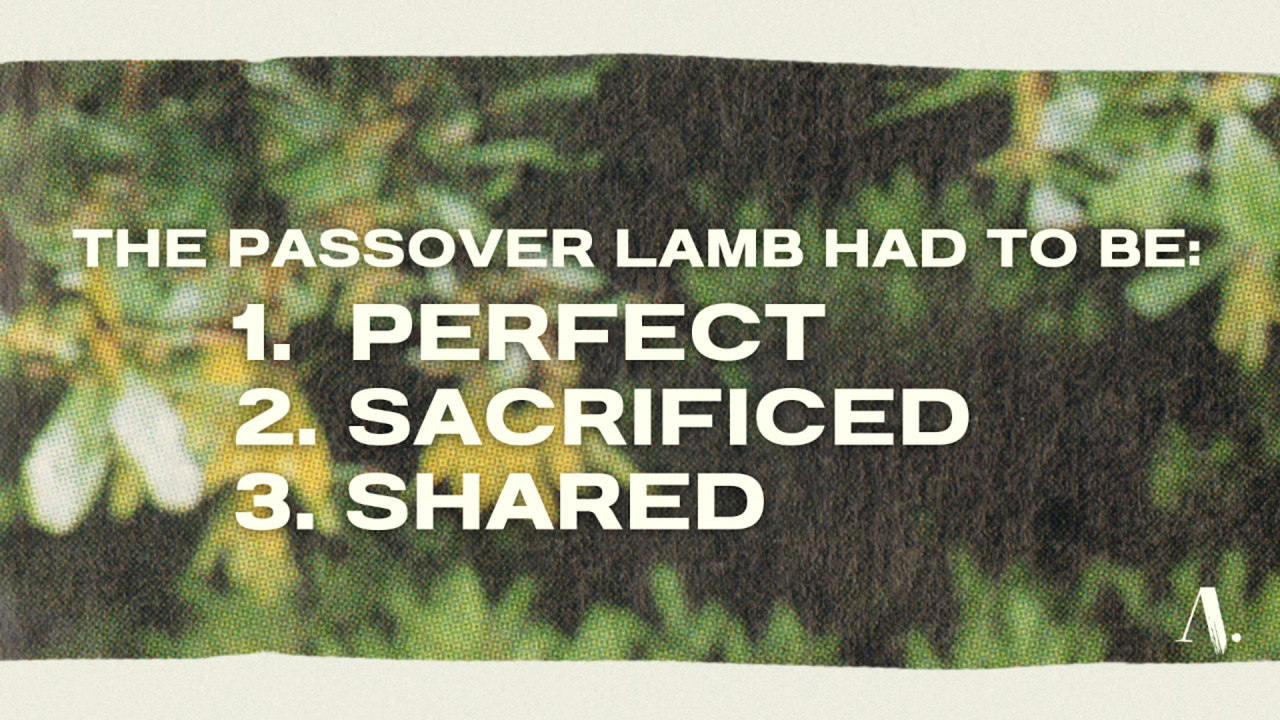 THE PASSOVER LAMB HAD TO BE:
1. PERFECT
2. SACRIFICED
3. SHARED
A.